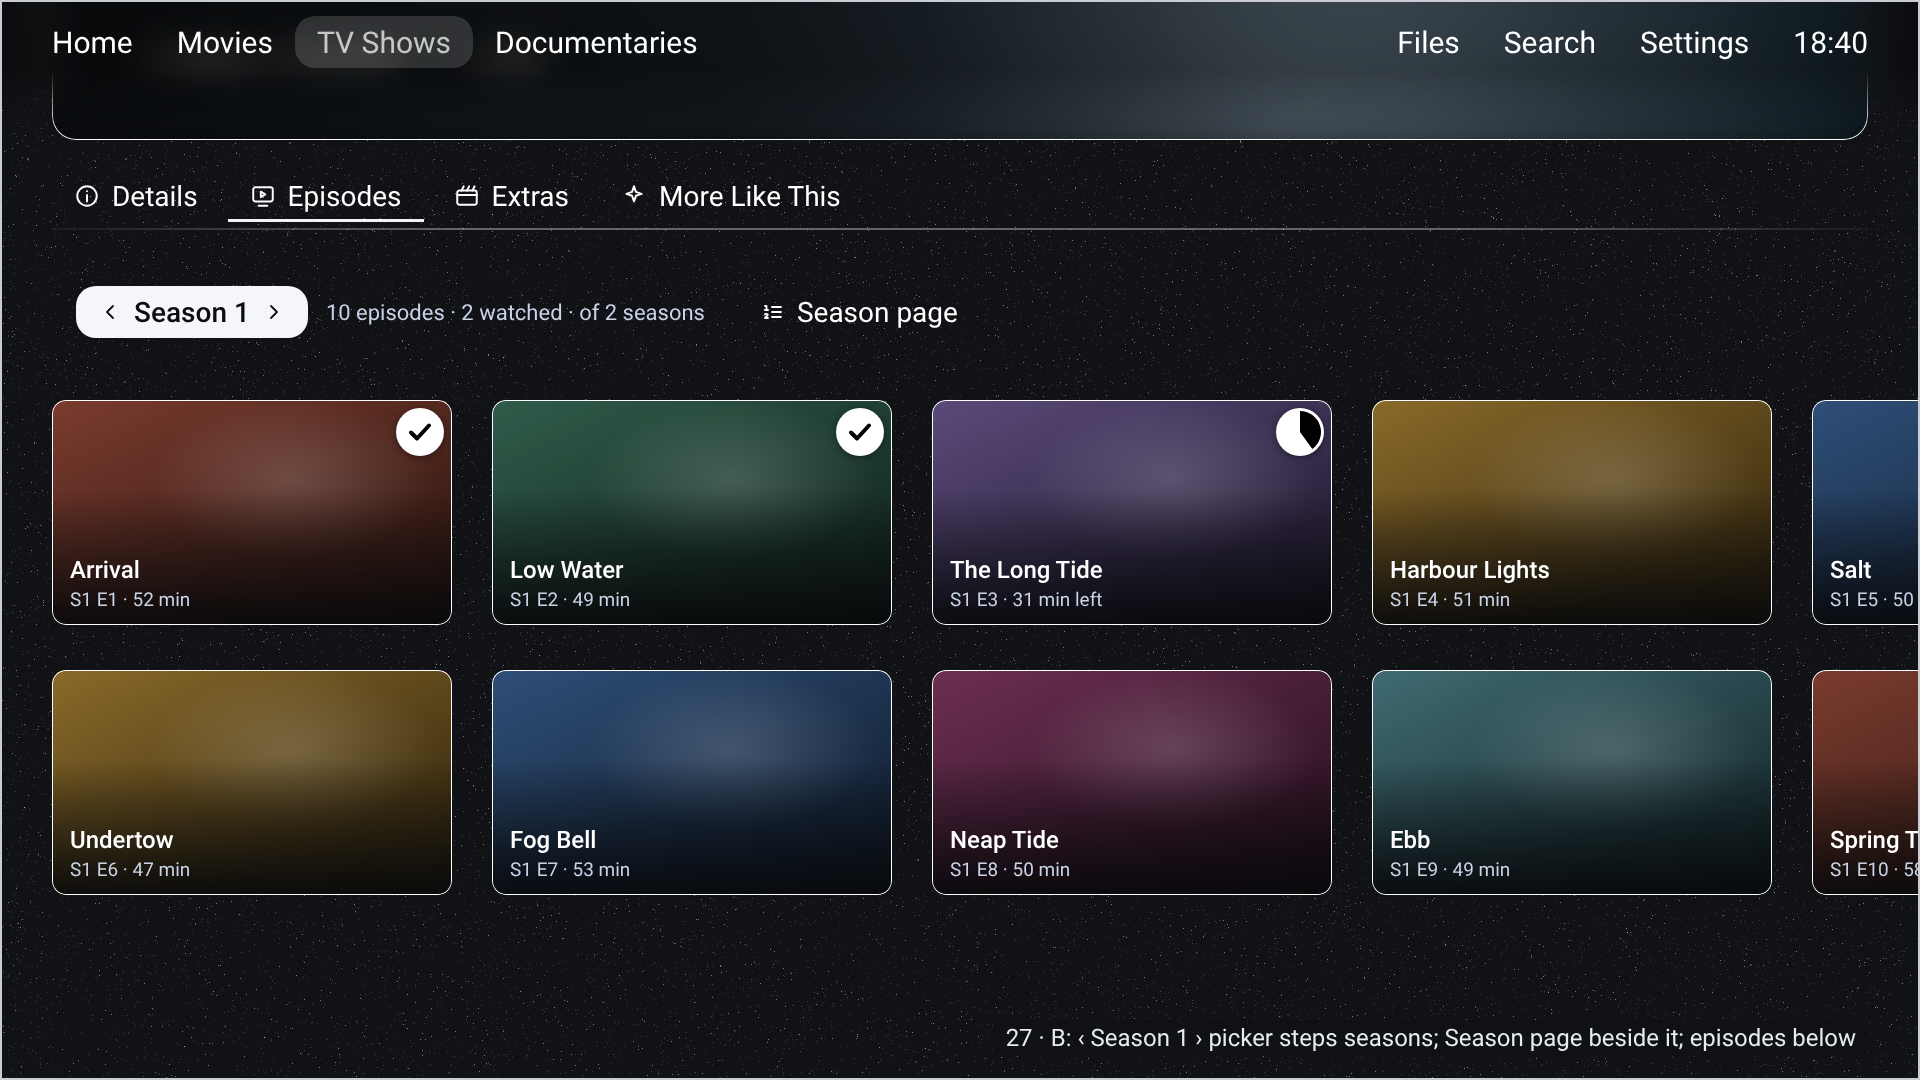 Home Movies TV Shows Documentaries Files Search Settings 18:40
Details Episodes Extras More Like This
‹ Season 1 › 10 episodes · 2 watched · of 2 seasons Season page
Arrival
S1 E1 · 52 min
Low Water
S1 E2 · 49 min
The Long Tide
S1 E3 · 31 min left
Harbour Lights
S1 E4 · 51 min
Salt
S1 E5 · 50
Undertow
S1 E6 · 47 min
Fog Bell
S1 E7 · 53 min
Neap Tide
S1 E8 · 50 min
Ebb
S1 E9 · 49 min
Spring T
S1 E10 · 58
27 · B: ‹ Season 1 › picker steps seasons; Season page beside it; episodes below